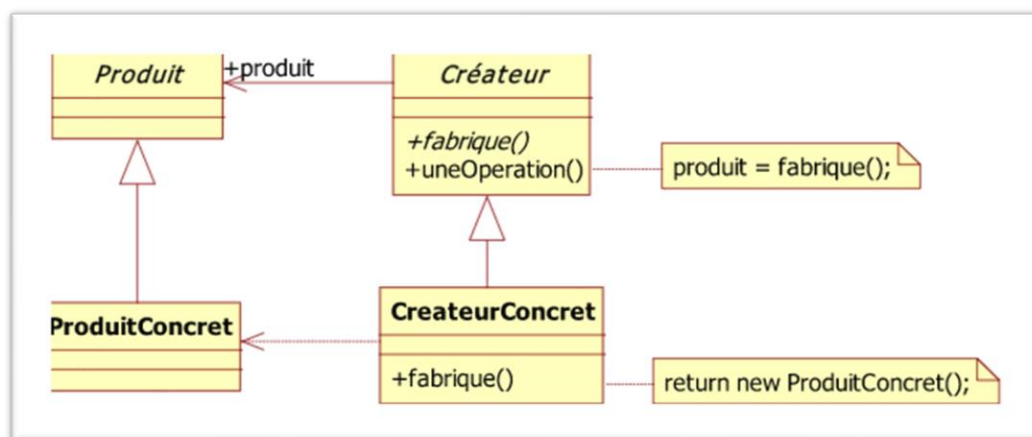 Produit
+produit
Créateur
+fabrique()
+uneOperation()
produit = fabrique();
ProduitConcret
CreateurConcret
+fabrique()
return new ProduitConcret();